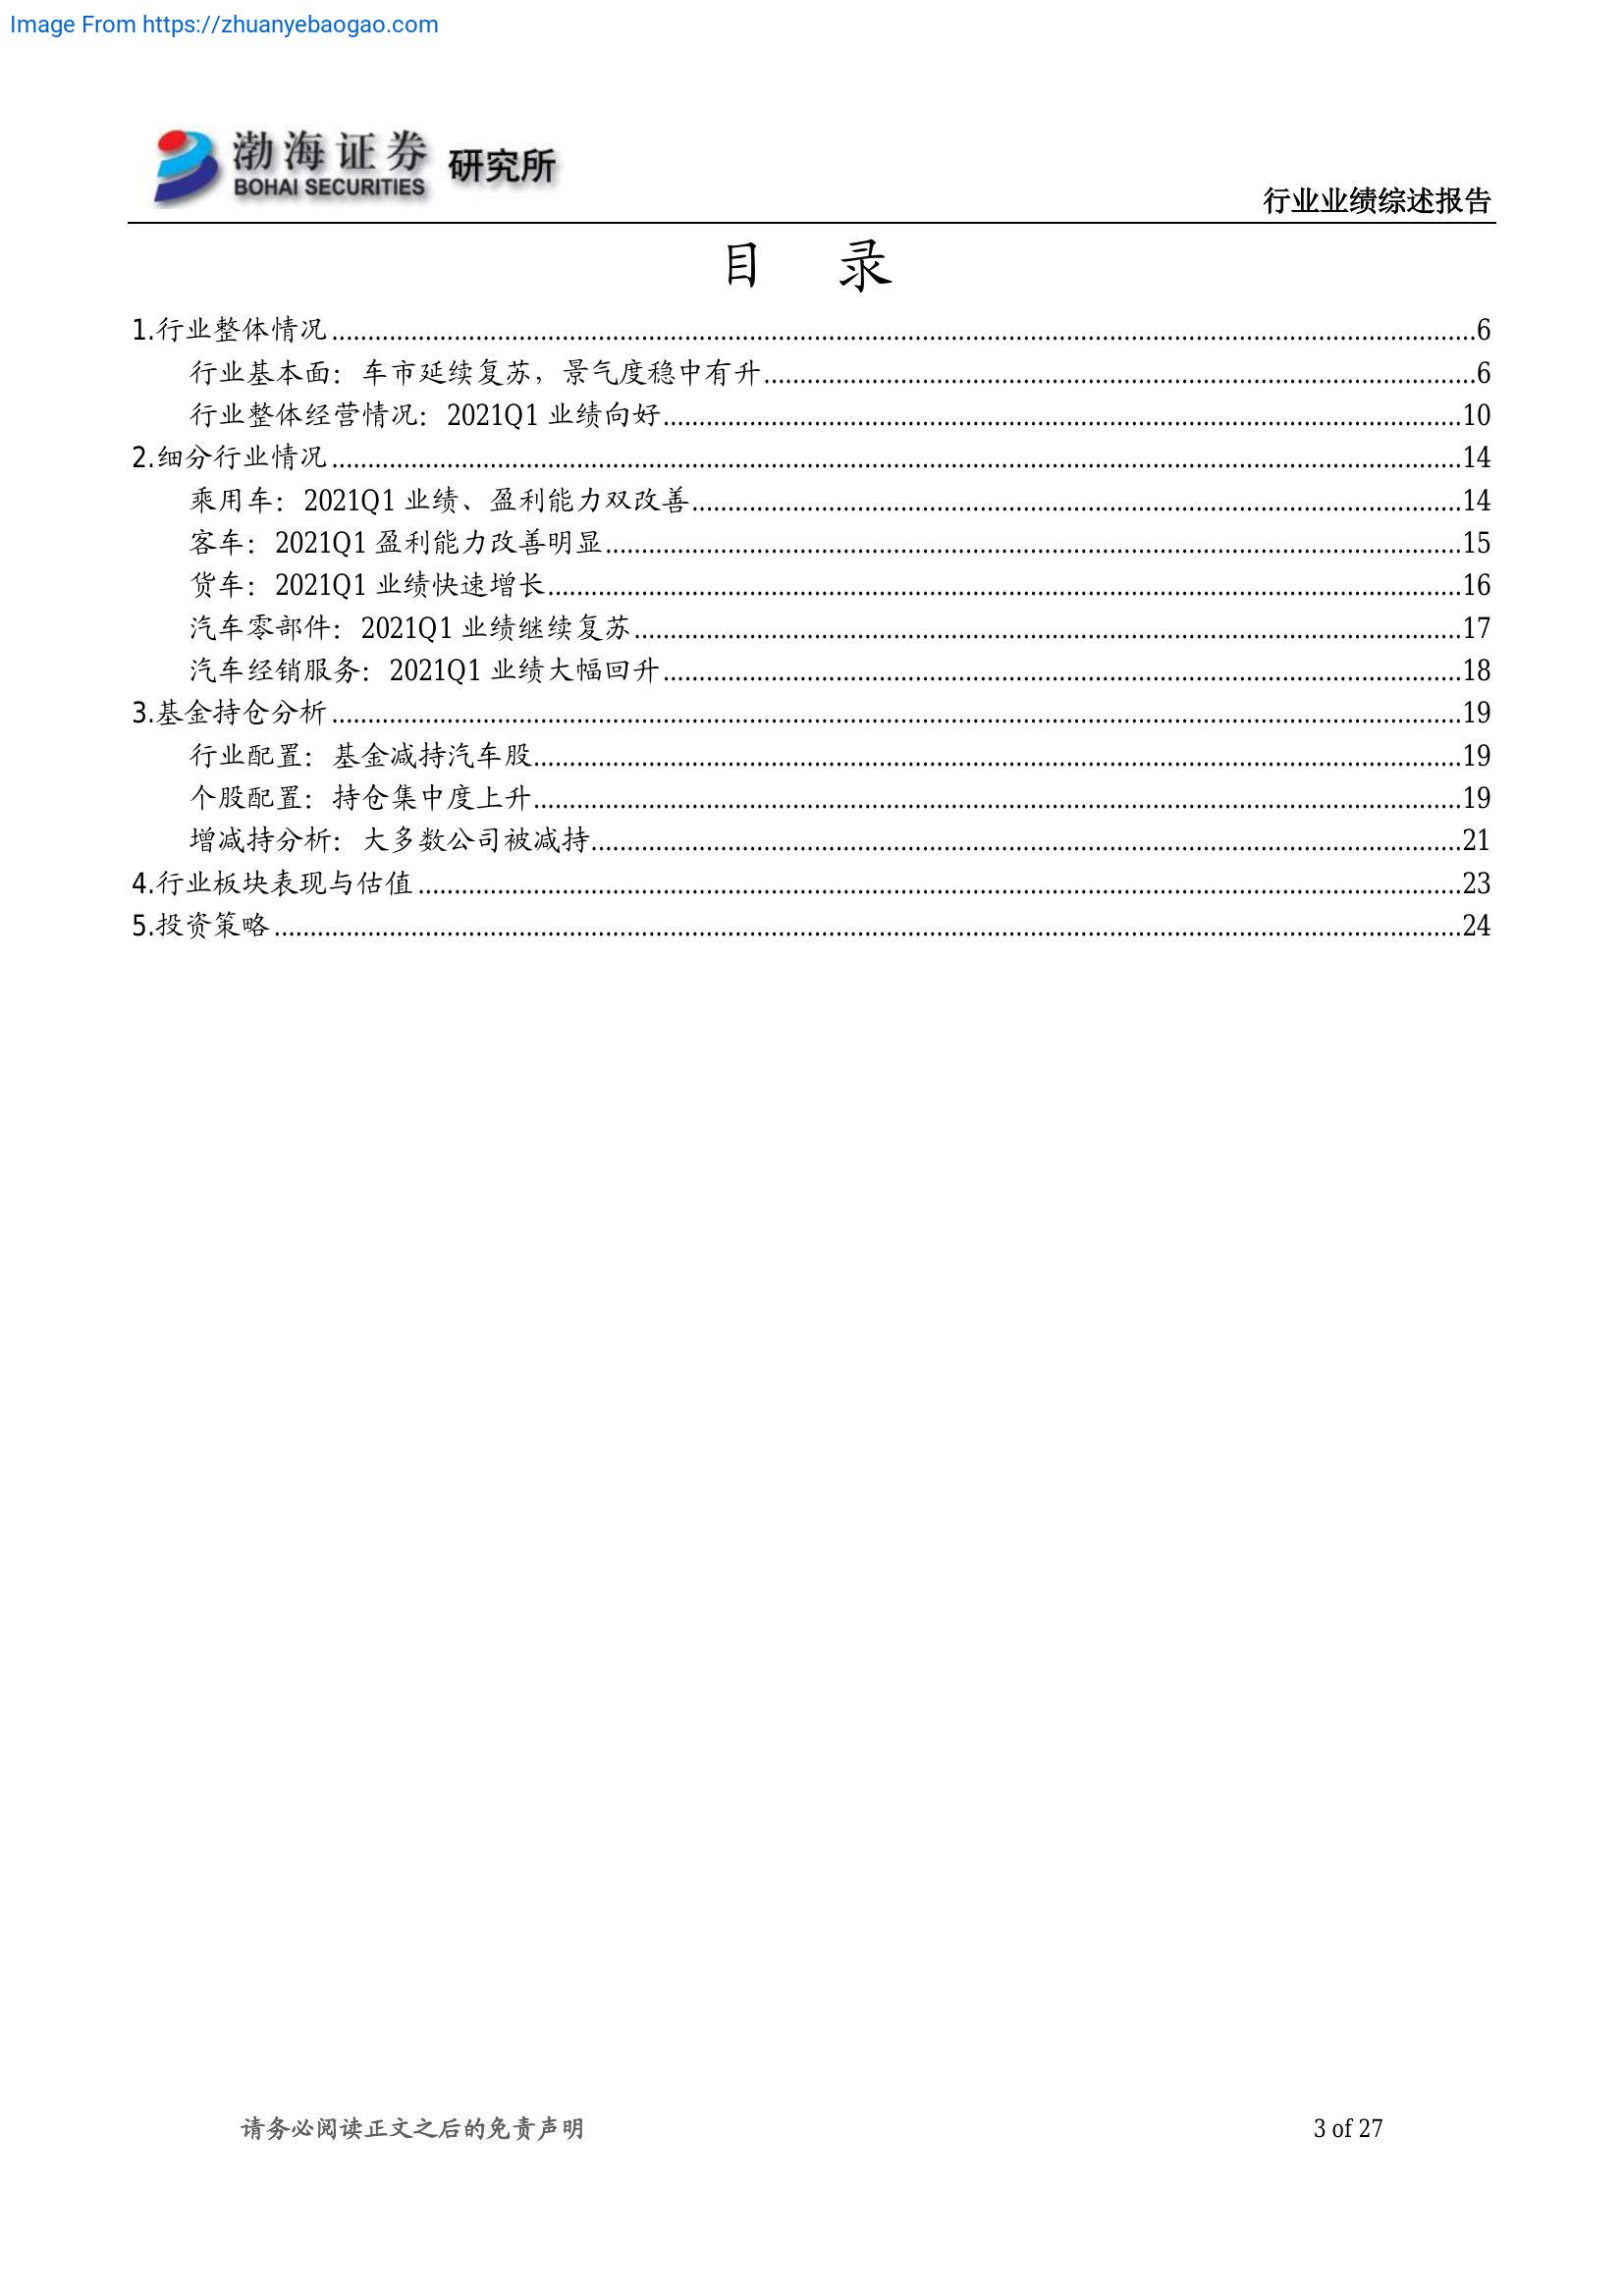 Image From https://zhuanyebaogao.com
渤海证券 研究所
BOHAI SECURITIES
行业业绩综述报告
目 录
1.行业整体情况........6
行业基本面：车市延续复苏，景气度稳中有升........6
行业整体经营情况：2021Q1 业绩向好........10
2.细分行业情况........14
乘用车：2021Q1 业绩、盈利能力双改善........14
客车：2021Q1 盈利能力改善明显........15
货车：2021Q1 业绩快速增长........16
汽车零部件：2021Q1 业绩继续复苏........17
汽车经销服务：2021Q1 业绩大幅回升........18
3.基金持仓分析........19
行业配置：基金减持汽车股........19
个股配置：持仓集中度上升........19
增减持分析：大多数公司被减持........21
4.行业板块表现与估值........23
5.投资策略........24
请务必阅读正文之后的免责声明 3 of 27